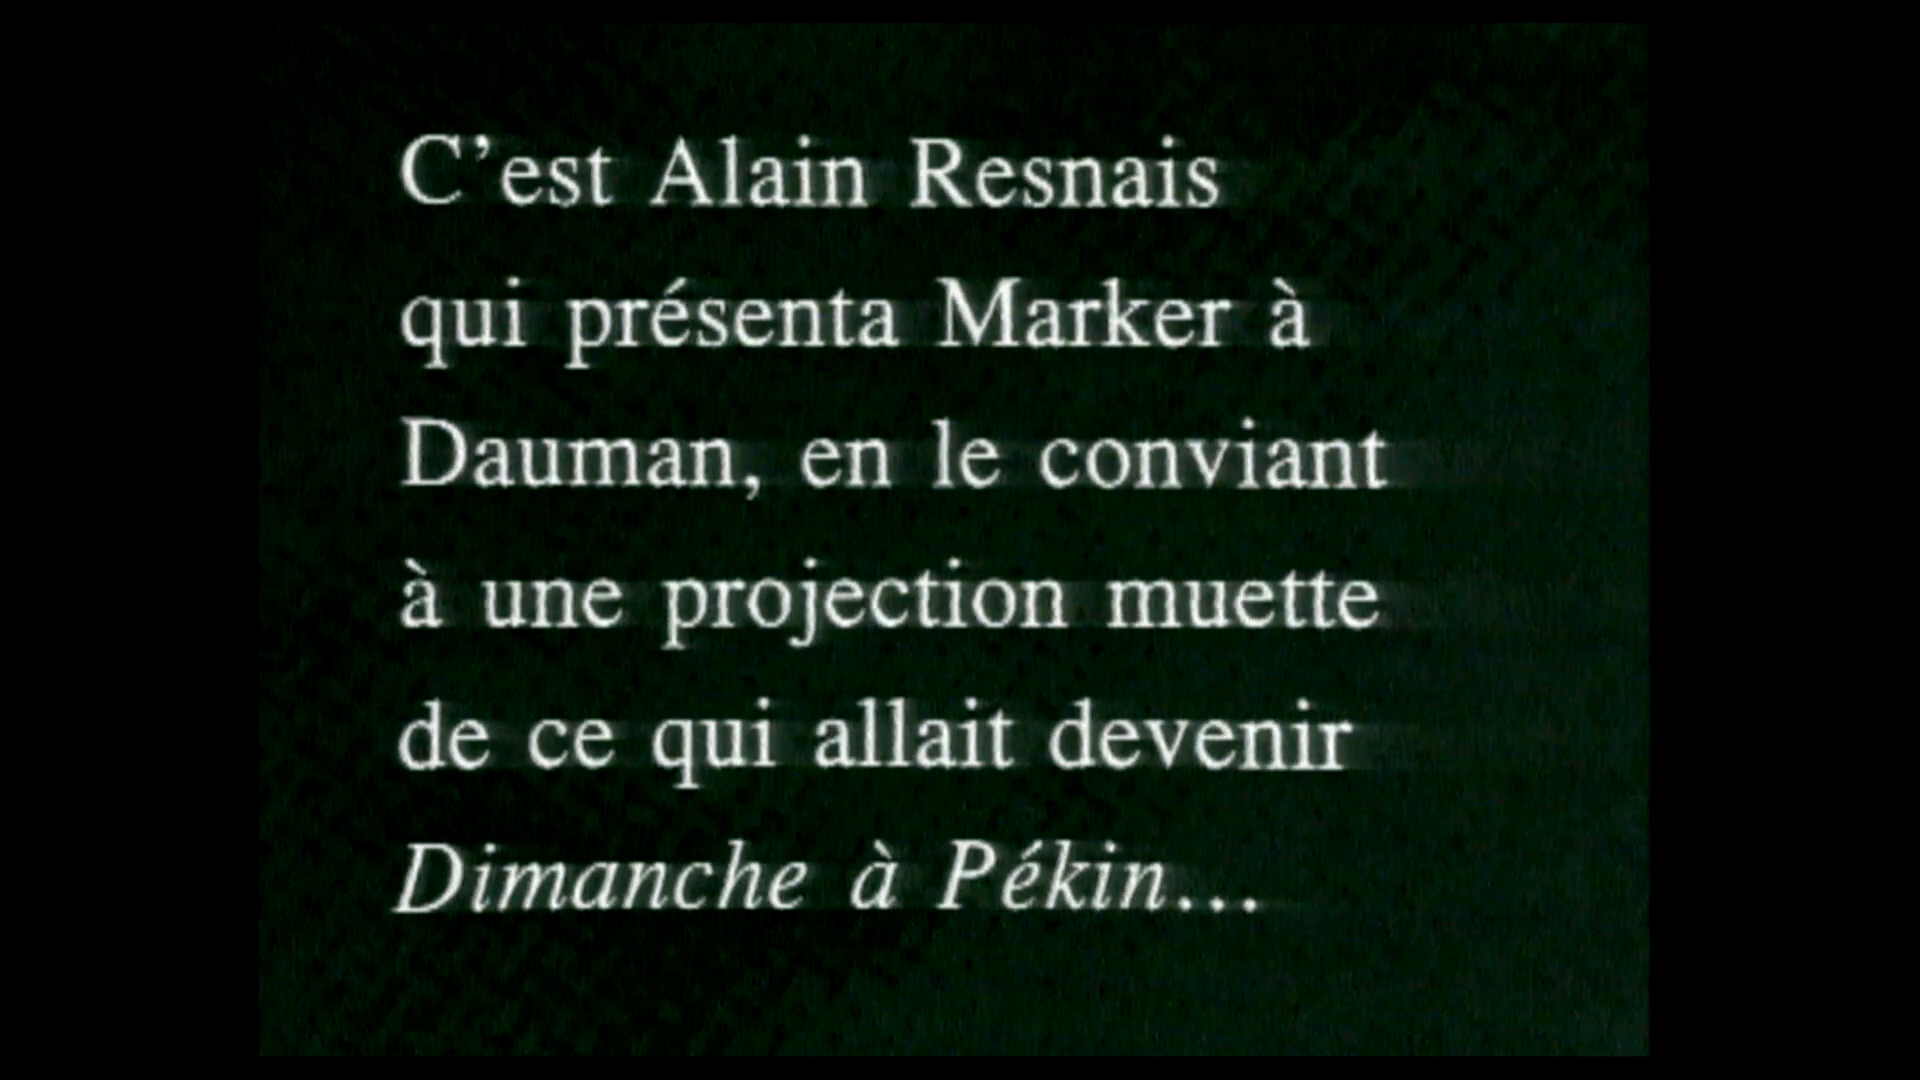 C’est Alain Resnais
qui présenta Marker à
Dauman, en le conviant
à une projection muette
de ce qui allait devenir
Dimanche à Pékin...